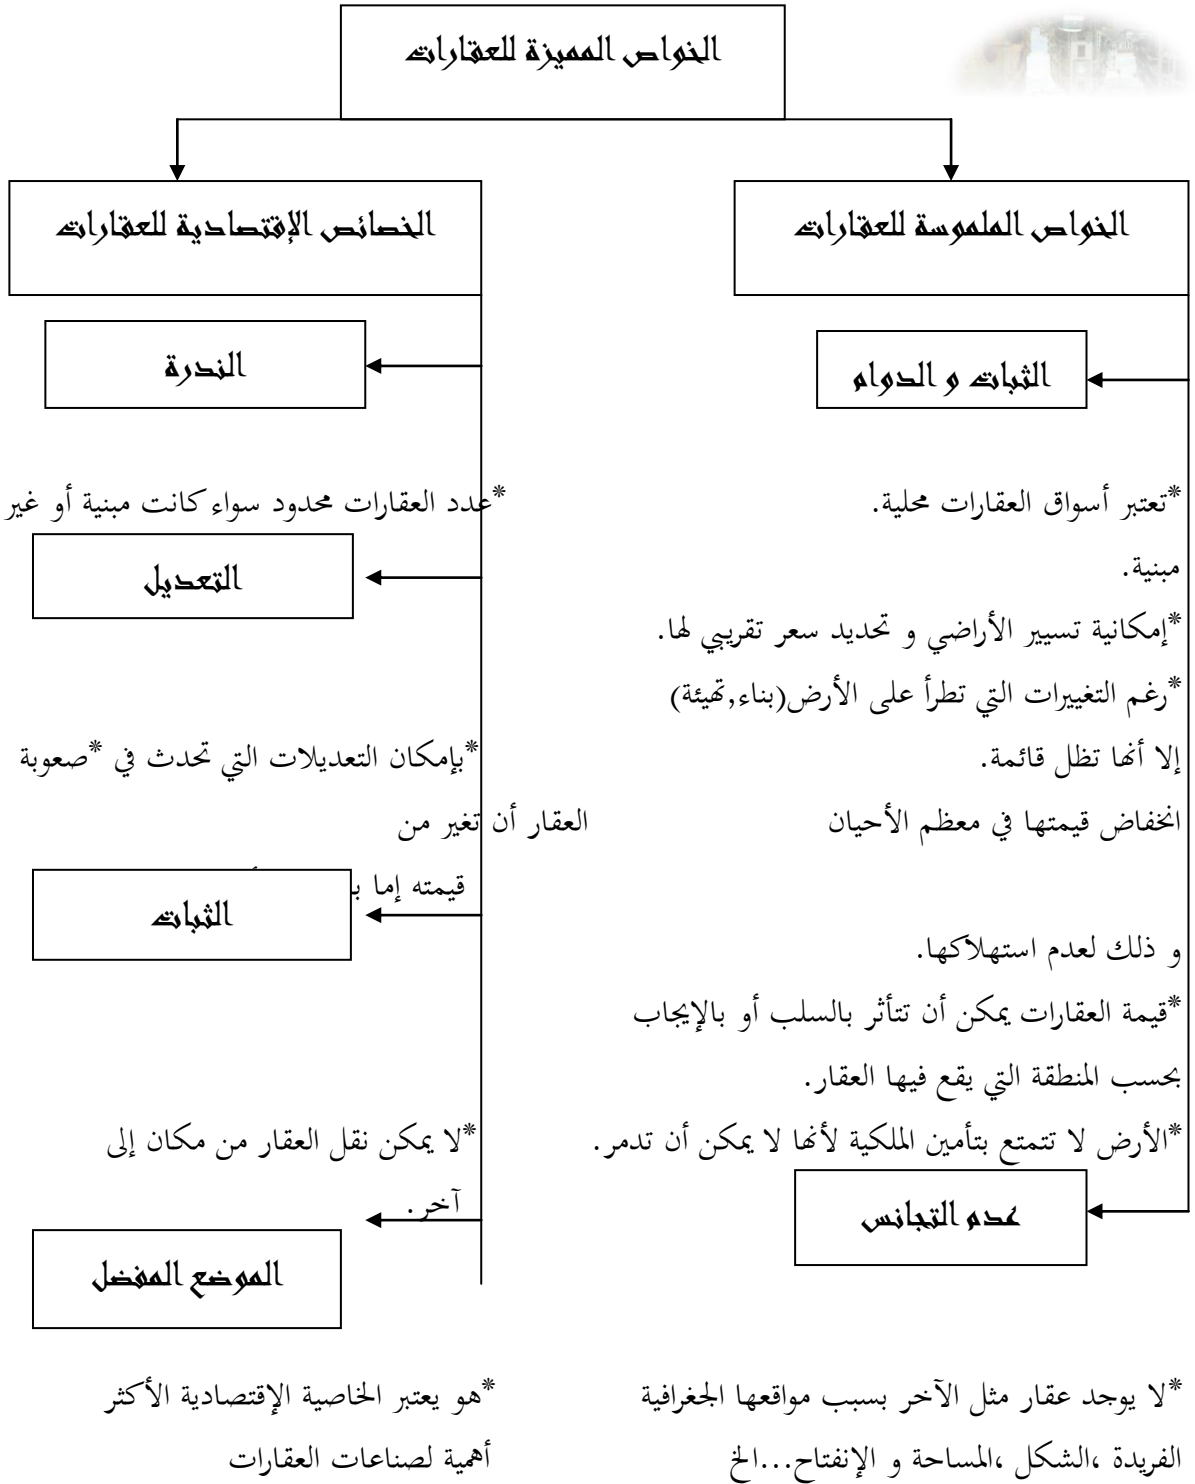 الخواص المميزة للعقارات
الخواص الملموسة للعقارات
الخصائص الإقتصادية للعقارات
الثبات و الدوام
الندرة
*تعتبر أسواق العقارات محلية. *عدد العقارات محدود سواء كانت مبنية أو غير
مبنية.
التعديل
*إمكانية تسيير الأراضي و تحديد سعر تقريبي لها.
*رغم التغييرات التي تطرأ على الأرض(بناء,تهيئة)
إلا أنها تظل قائمة. *بإمكان التعديلات التي تحدث في *صعوبة
انخفاض قيمتها في معظم الأحيان العقار أن تغير من
قيمته إما
الثبات
و ذلك لعدم استهلاكها.
*قيمة العقارات يمكن أن تتأثر بالسلب أو بالإيجاب
بحسب المنطقة التي يقع فيها العقار.
*الأرض لا تتمتع بتأمين الملكية لأنها لا يمكن أن تدمر. *لا يمكن نقل العقار من مكان إلى
آخر.
عدم التجانس
الموضع المفضل
*لا يوجد عقار مثل الآخر بسبب مواقعها الجغرافية *هو يعتبر الخاصية الإقتصادية الأكثر
الفريدة ،الشكل ،المساحة و الإنفتاح...الخ أهمية لصناعات العقارات